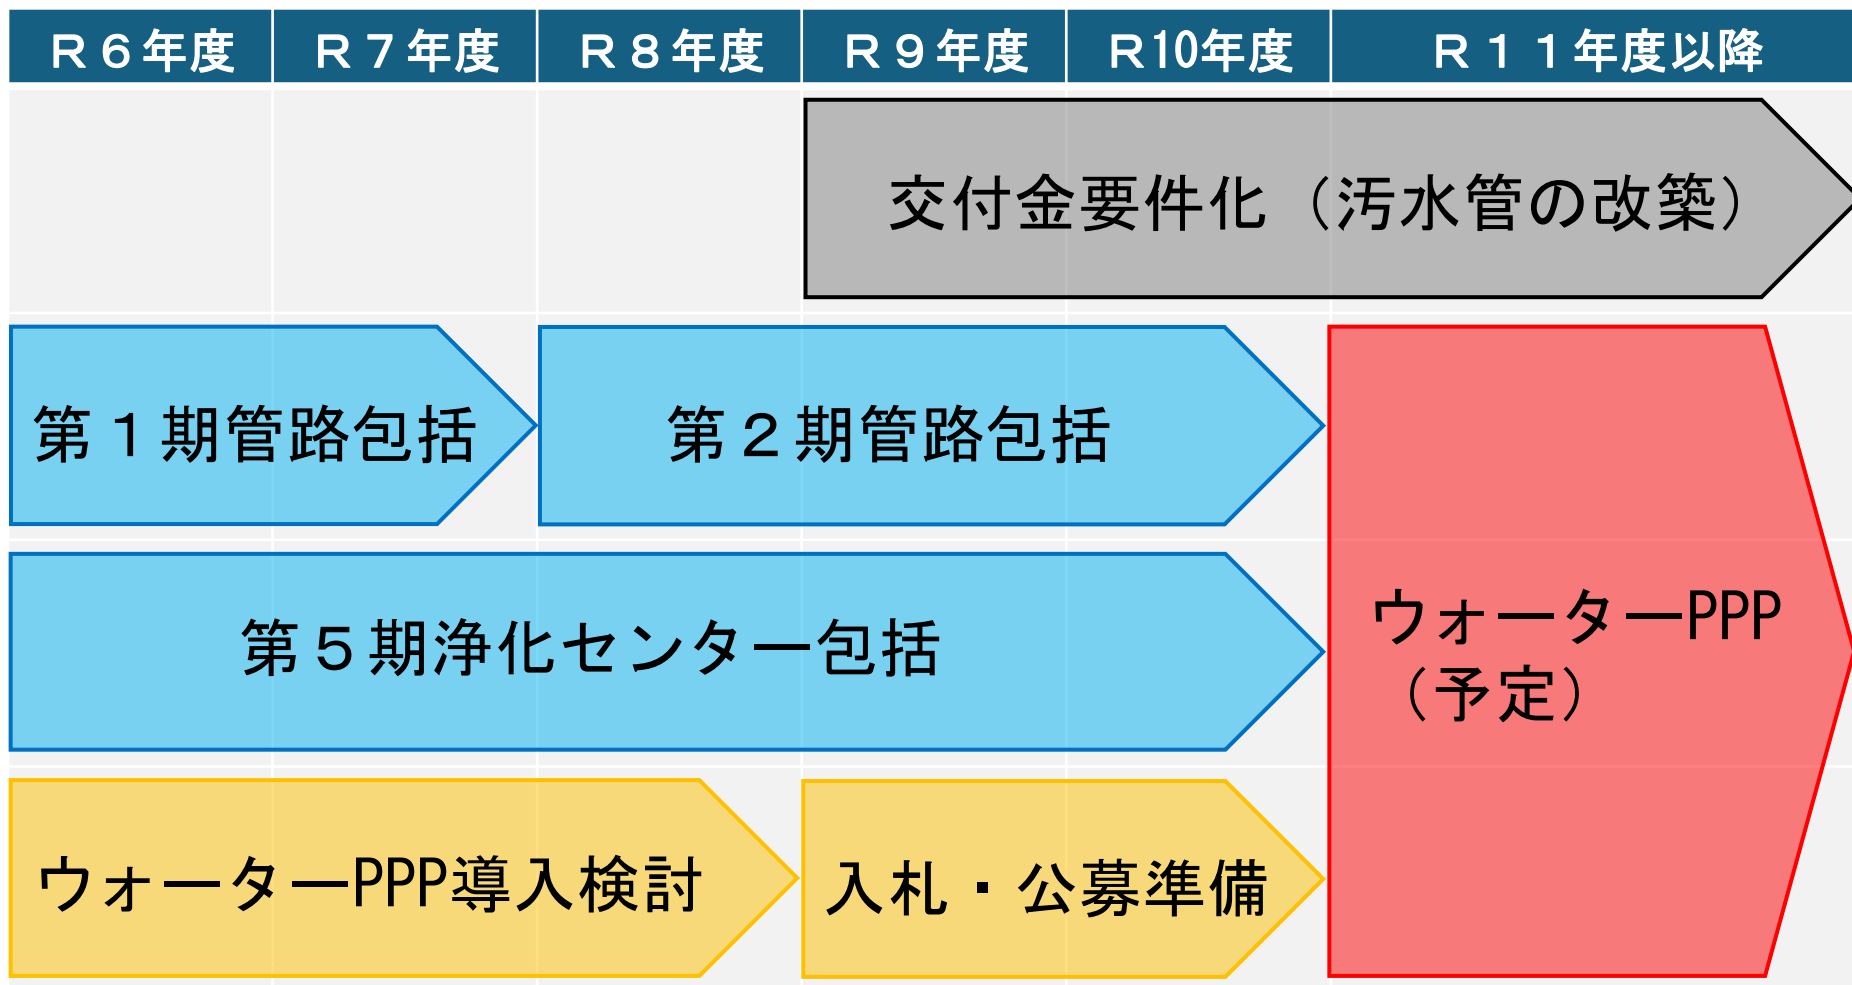 R６年度
R７年度
R８年度
R９年度
R10年度
R１１年度以降
交付金要件化（汚水管の改築）
第１期管路包括
第２期管路包括
第５期浄化センター包括
ウォーターPPP
（予定）
ウォーターPPP導入検討
入札・公募準備